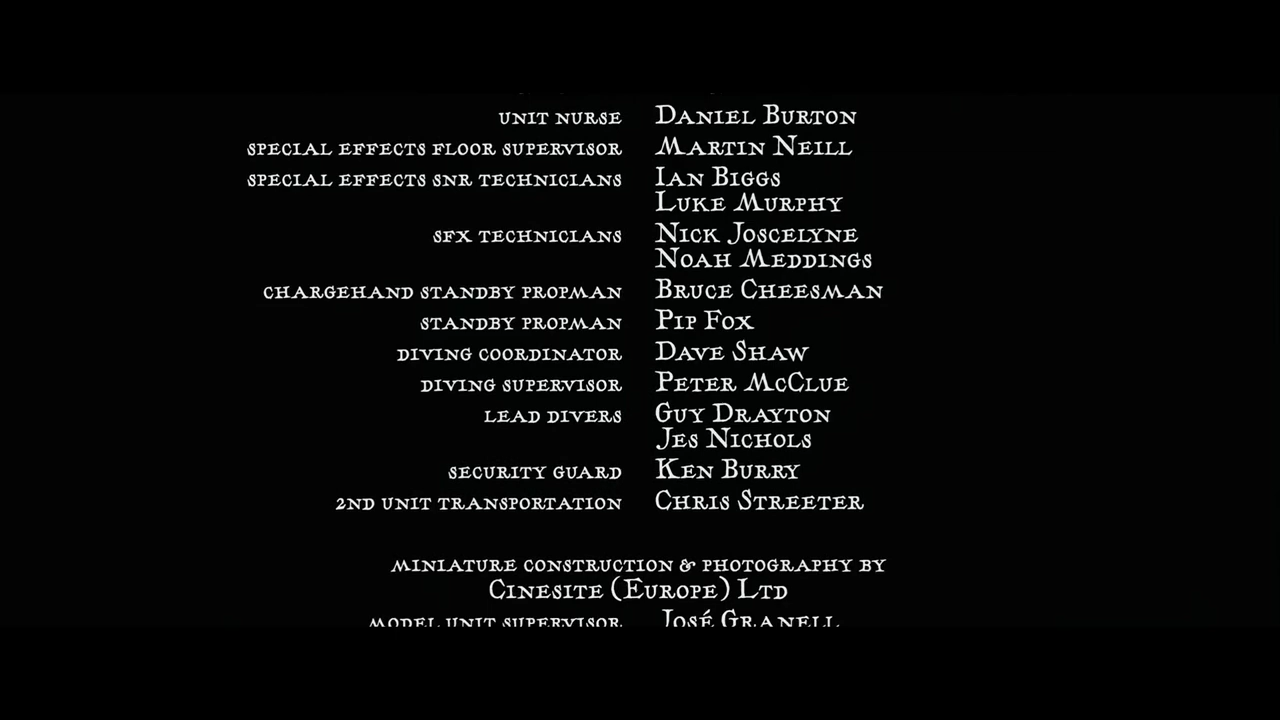 UNIT NURSE DANIEL BURTON
SPECIAL EFFECTS FLOOR SUPERVISOR MARTIN NEILL
SPECIAL EFFECTS SNR TECHNICIANS IAN BIGGS
LUKE MURPHY
SFX TECHNICIANS NICK JOSCELYNE
NOAH MEDDINGS
CHARGEHAND STANDBY PROPMAN BRUCE CHEESMAN
STANDBY PROPMAN PIP FOX
DIVING COORDINATOR DAVE SHAW
DIVING SUPERVISOR PETER MCCLUE
LEAD DIVERS GUY DRAYTON
JES NICHOLS
SECURITY GUARD KEN BURRY
2ND UNIT TRANSPORTATION CHRIS STREETER
MINIATURE CONSTRUCTION & PHOTOGRAPHY BY
CINESITE (EUROPE) LTD
MODEL UNIT SUPERVISOR JOSÉ GRANELL